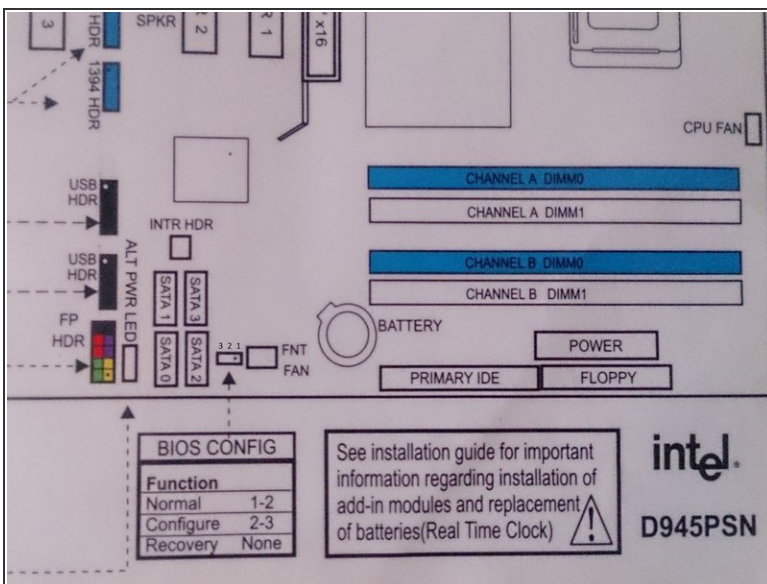 3
HDR
SPKR
R 2
R 1
x16
1394 HDR
CPU FAN
USB
HDR
CHANNEL A DIMM0
CHANNEL A DIMM1
INTR HDR
USB
HDR
ALT PWR LED
CHANNEL B DIMM0
CHANNEL B DIMM1
SATA 1
SATA 3
FP
HDR
BATTERY
SATA 0
SATA 2
3 2 1
FNT
FAN
POWER
PRIMARY IDE
FLOPPY
BIOS CONFIG
Function
Normal 1-2
Configure 2-3
Recovery None
See installation guide for important
information regarding installation of
add-in modules and replacement
of batteries(Real Time Clock)
!
intel.
D945PSN